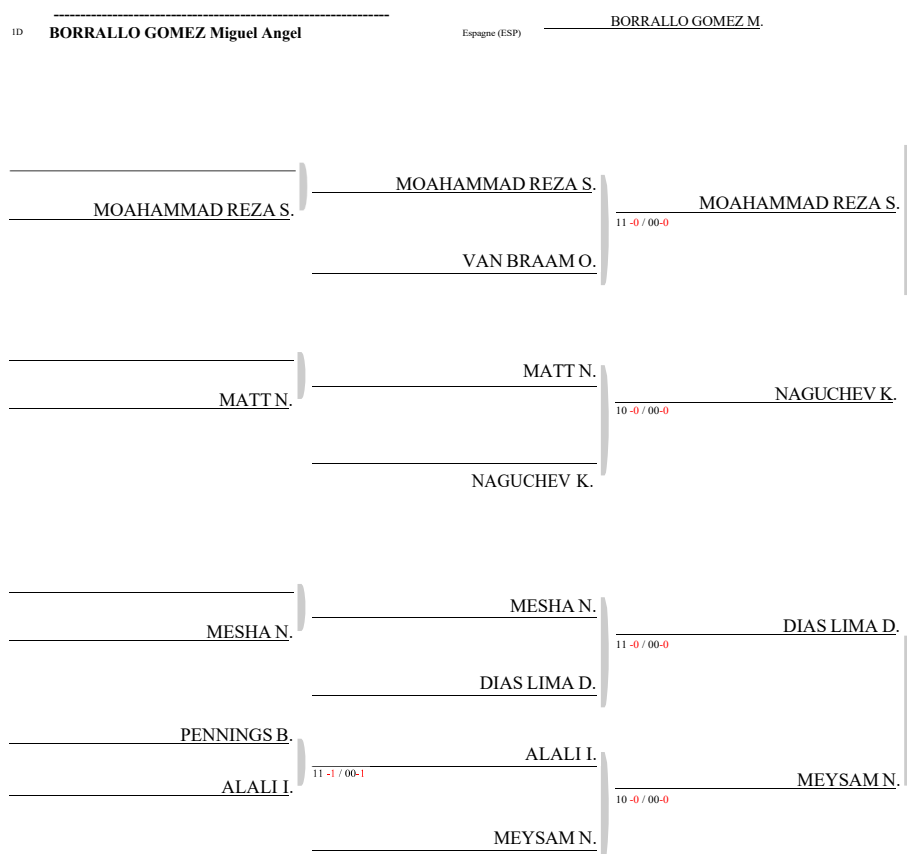 --------------------------------------------------------------
1D BORRALLO GOMEZ Miguel Angel Espagne (ESP) BORRALLO GOMEZ M.
MOAHAMMAD REZA S.
MOAHAMMAD REZA S.
MOAHAMMAD REZA S.
11 -0 / 00-0
VAN BRAAM O.
MATT N.
NAGUCHEV K.
MATT N.
10 -0 / 00-0
NAGUCHEV K.
MESHA N.
DIAS LIMA D.
MESHA N.
11 -0 / 00-0
DIAS LIMA D.
PENNINGS B.
ALALI I.
11 -1 / 00-1
MEYSAM N.
ALALI I.
10 -0 / 00-0
MEYSAM N.